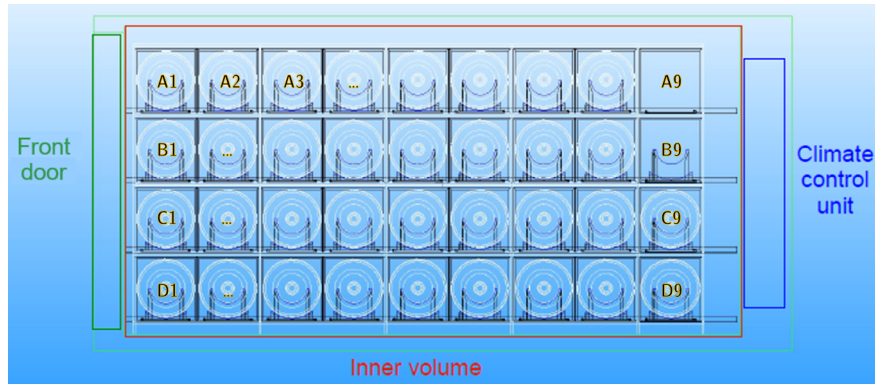 A1 A2 A3 ... A9
B1 ... B9
Front
door
Climate
control
unit
C1 ... C9
D1 ... D9
Inner volume